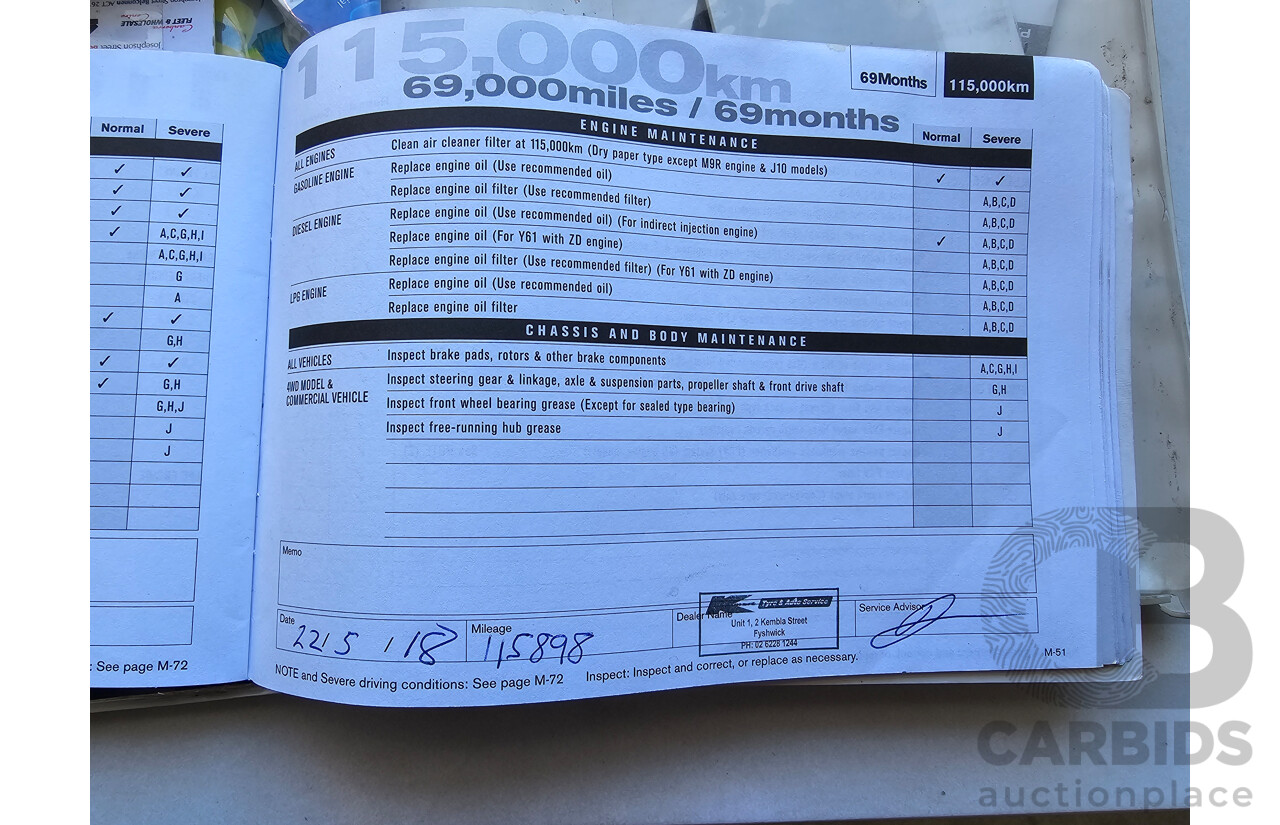 FLEET & WHOLESALE
115,000km
69,000miles / 69months
69Months
115,000km
Normal Severe
✓ ✓
✓ ✓
✓ ✓
✓ A,C,G,H,I
A,C,G,H,I
G
A
✓ ✓
G,H
✓ ✓
✓ G,H
G,H,J
J
J
: See page M-72
ENGINE MAINTENANCE Normal Severe
ALL ENGINES Clean air cleaner filter at 115,000km (Dry paper type except M9R engine & J10 models) ✓ ✓
GASOLINE ENGINE Replace engine oil (Use recommended oil) A,B,C,D
Replace engine oil filter (Use recommended filter) A,B,C,D
DIESEL ENGINE Replace engine oil (Use recommended oil) (For indirect injection engine) ✓ A,B,C,D
Replace engine oil (For Y61 with ZD engine) A,B,C,D
Replace engine oil filter (Use recommended filter) (For Y61 with ZD engine) A,B,C,D
LPG ENGINE Replace engine oil (Use recommended oil) A,B,C,D
Replace engine oil filter A,B,C,D
CHASSIS AND BODY MAINTENANCE
ALL VEHICLES Inspect brake pads, rotors & other brake components A,C,G,H,I
4WD MODEL & Inspect steering gear & linkage, axle & suspension parts, propeller shaft & front drive shaft G,H
COMMERCIAL VEHICLE Inspect front wheel bearing grease (Except for sealed type bearing) J
Inspect free-running hub grease J
Memo
Date 22 / 5 / 18
Mileage 115898
Dealer Name
Tyre & Auto Service
Unit 1, 2 Kembla Street
Fyshwick
PH: 02 6228 1244
Service Advisor
NOTE and Severe driving conditions: See page M-72 Inspect: Inspect and correct, or replace as necessary.
M-51
CARBIDS
auctionplace